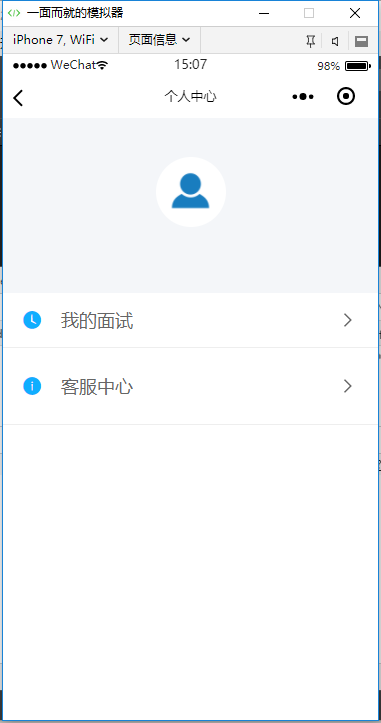 一面而就的模拟器
iPhone 7, WiFi 页面信息
WeChat 15:07 98%
个人中心
我的面试
客服中心